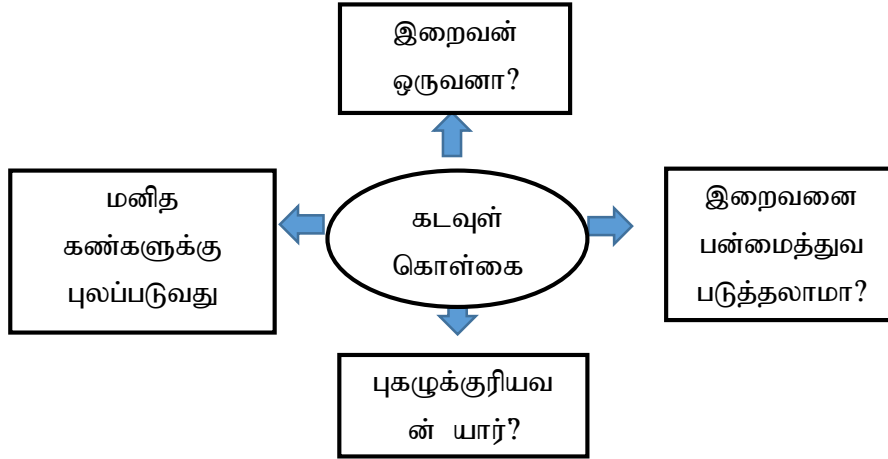 இறைவன்
ஒருவனா?
மனித
கண்களுக்கு
புலப்படுவது
கடவுள்
கொள்கை
இறைவனை
பன்மைத்துவ
படுத்தலாமா?
புகழுக்குரியவ
ன் யார்?